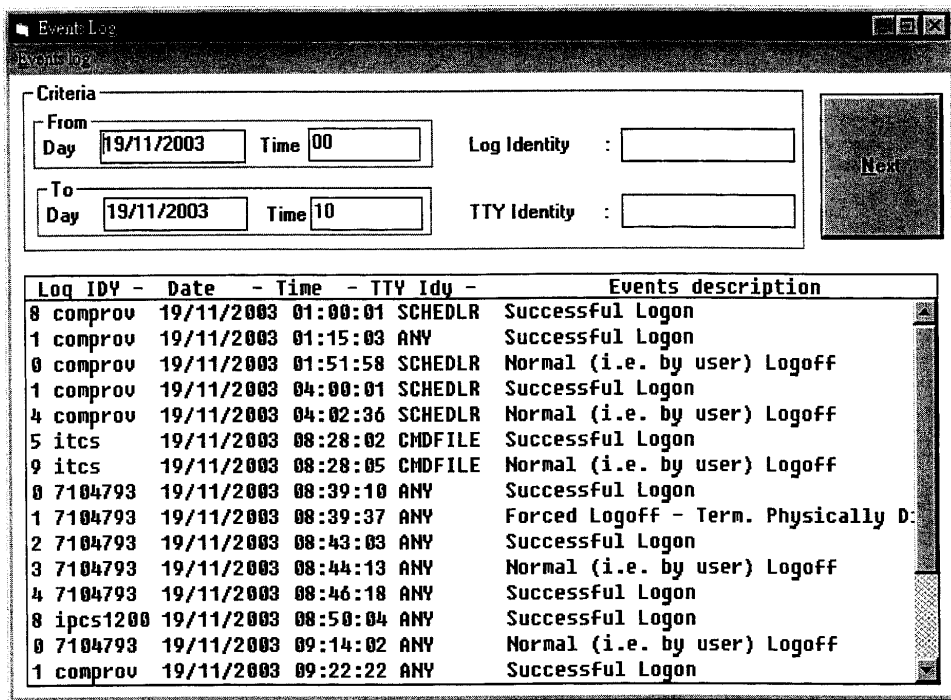 Events Log
Events log
Criteria
From
Day 19/11/2003 Time 00
Log Identity :
Next
To
Day 19/11/2003 Time 10
TTY Identity :
Log IDY - Date - Time - TTY Idy - Events description
8 comprov 19/11/2003 01:00:01 SCHEDLR Successful Logon
1 comprov 19/11/2003 01:15:03 ANY Successful Logon
0 comprov 19/11/2003 01:51:58 SCHEDLR Normal (i.e. by user) Logoff
1 comprov 19/11/2003 04:00:01 SCHEDLR Successful Logon
4 comprov 19/11/2003 04:02:36 SCHEDLR Normal (i.e. by user) Logoff
5 itcs 19/11/2003 08:28:02 CMDFILE Successful Logon
9 itcs 19/11/2003 08:28:05 CMDFILE Normal (i.e. by user) Logoff
0 7104793 19/11/2003 08:39:10 ANY Successful Logon
1 7104793 19/11/2003 08:39:37 ANY Forced Logoff - Term. Physically D:
2 7104793 19/11/2003 08:43:03 ANY Successful Logon
3 7104793 19/11/2003 08:44:13 ANY Normal (i.e. by user) Logoff
4 7104793 19/11/2003 08:46:18 ANY Successful Logon
8 ipcs1200 19/11/2003 08:50:04 ANY Successful Logon
0 7104793 19/11/2003 09:14:02 ANY Normal (i.e. by user) Logoff
1 comprov 19/11/2003 09:22:22 ANY Successful Logon